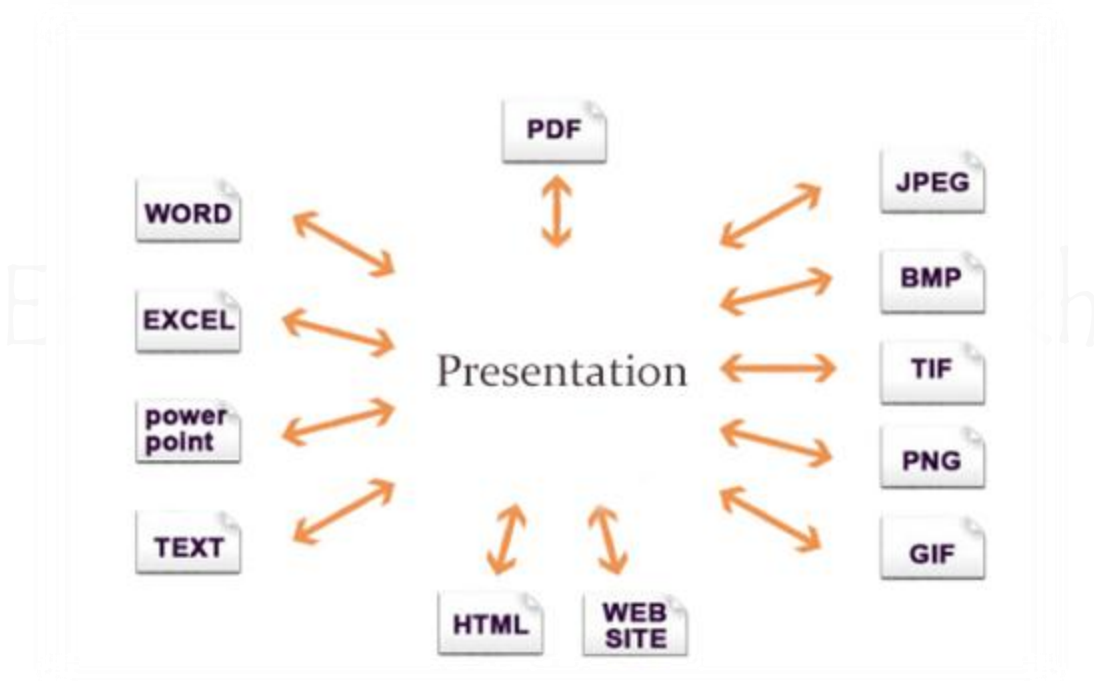 PDF
JPEG
WORD
BMP
EXCEL
Presentation
TIF
power
point
PNG
TEXT
GIF
HTML
WEB
SITE